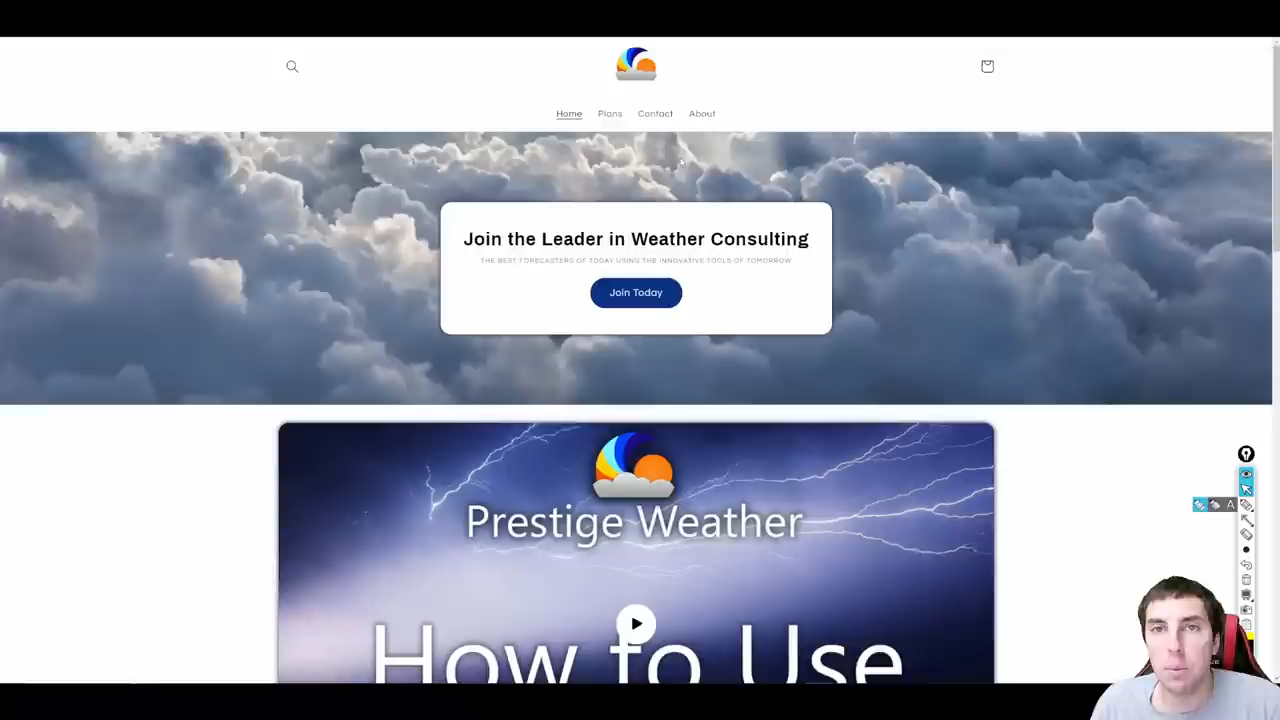 Home Plans Contact About
Join the Leader in Weather Consulting
THE BEST FORECASTERS OF TODAY USING THE INNOVATIVE TOOLS OF TOMORROW
Join Today
Prestige Weather
How to Use
A